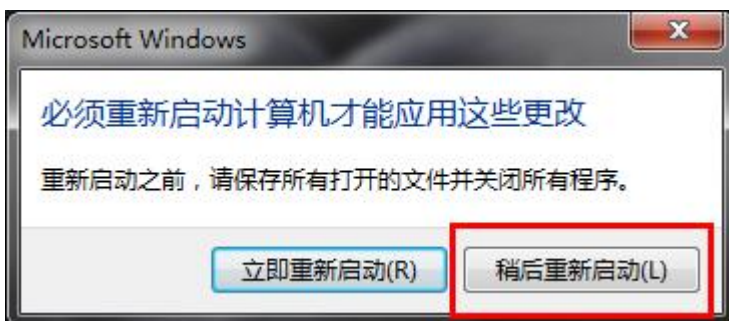 Microsoft Windows
必须重新启动计算机才能应用这些更改
重新启动之前，请保存所有打开的文件并关闭所有程序。
立即重新启动(R) 稍后重新启动(L)